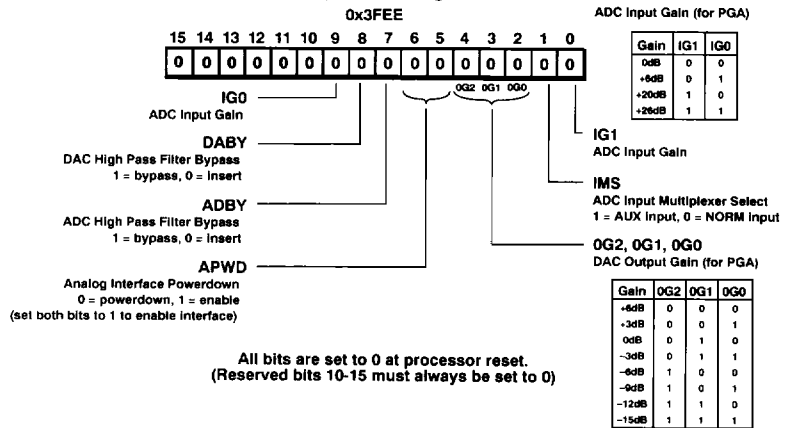 0x3FEE
15 14 13 12 11 10 9 8 7 6 5 4 3 2 1 0
0 0 0 0 0 0 0 0 0 0 0 0 0 0 0 0
0G2 0G1 0G0
IG0
ADC Input Gain
DABY
DAC High Pass Filter Bypass
1 = bypass, 0 = insert
ADBY
ADC High Pass Filter Bypass
1 = bypass, 0 = insert
APWD
Analog Interface Powerdown
0 = powerdown, 1 = enable
(set both bits to 1 to enable interface)
ADC Input Gain (for PGA)
Gain IG1 IG0
0dB 0 0
+6dB 0 1
+20dB 1 0
+26dB 1 1
IG1
ADC Input Gain
IMS
ADC Input Multiplexer Select
1 = AUX input, 0 = NORM input
0G2, 0G1, 0G0
DAC Output Gain (for PGA)
Gain 0G2 0G1 0G0
+6dB 0 0 0
+3dB 0 0 1
0dB 0 1 0
−3dB 0 1 1
−6dB 1 0 0
−9dB 1 0 1
−12dB 1 1 0
−15dB 1 1 1
All bits are set to 0 at processor reset.
(Reserved bits 10-15 must always be set to 0)